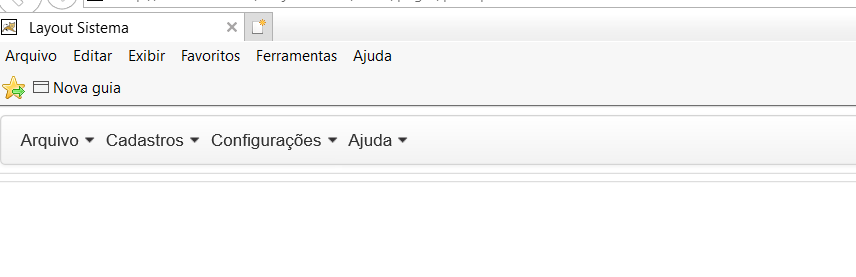 Layout Sistema
Arquivo Editar Exibir Favoritos Ferramentas Ajuda
Nova guia
Arquivo Cadastros Configurações Ajuda